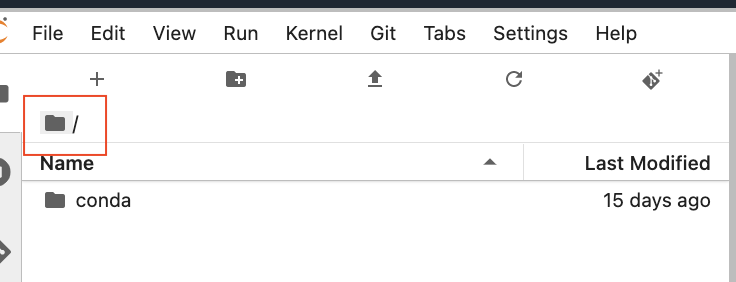 File Edit View Run Kernel Git Tabs Settings Help
/
Name Last Modified
conda 15 days ago